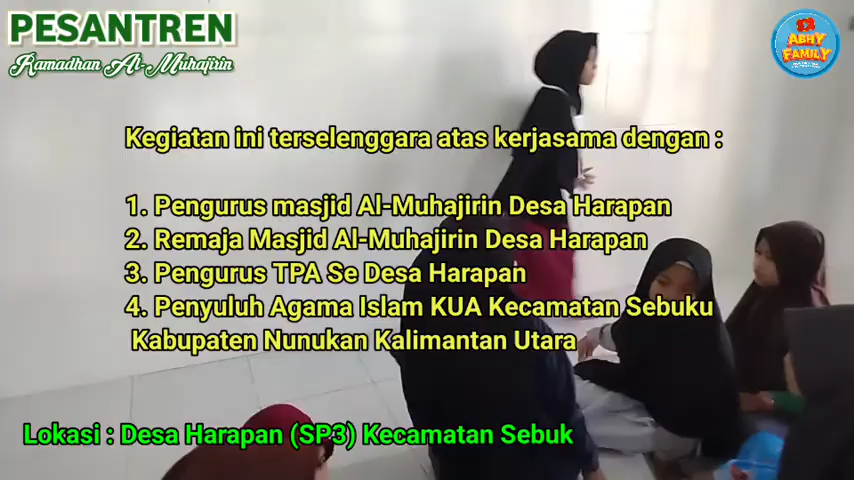 PESANTREN
Ramadhan Al-Muhajirin
ABHY
FAMILY
Kegiatan ini terselenggara atas kerjasama dengan :
1. Pengurus masjid Al-Muhajirin Desa Harapan
2. Remaja Masjid Al-Muhajirin Desa Harapan
3. Pengurus TPA Se Desa Harapan
4. Penyuluh Agama Islam KUA Kecamatan Sebuku
Kabupaten Nunukan Kalimantan Utara
Lokasi : Desa Harapan (SP3) Kecamatan Sebuk